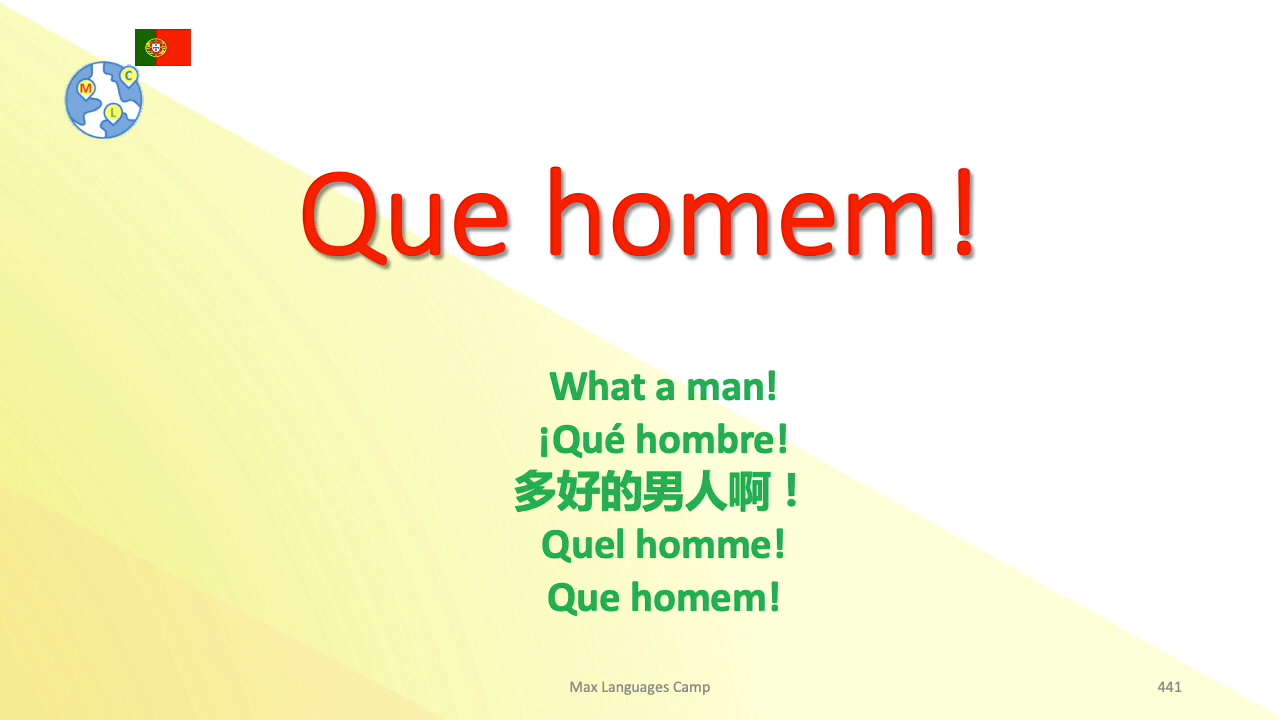 C
M
L
Que homem!
What a man!
¡Qué hombre!
多好的男人啊！
Quel homme!
Que homem!
Max Languages Camp
441